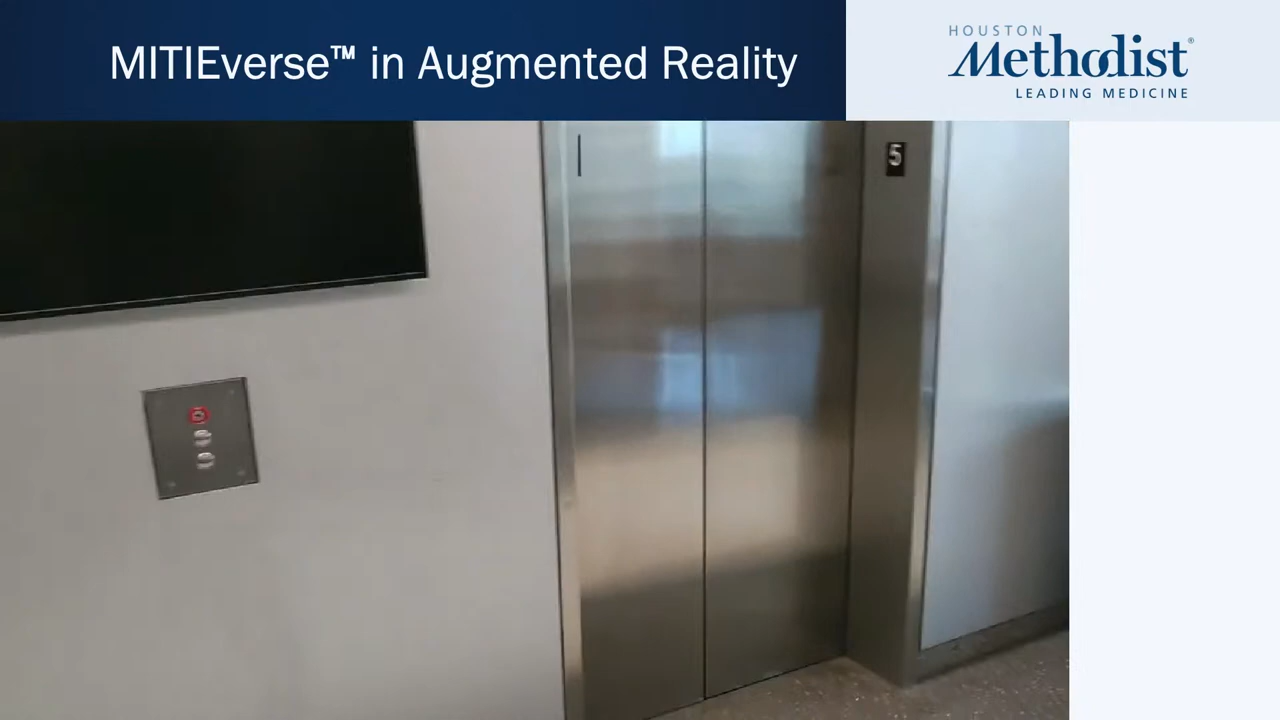 MITIEverse™ in Augmented Reality
HOUSTON
Methodist®
LEADING MEDICINE
5